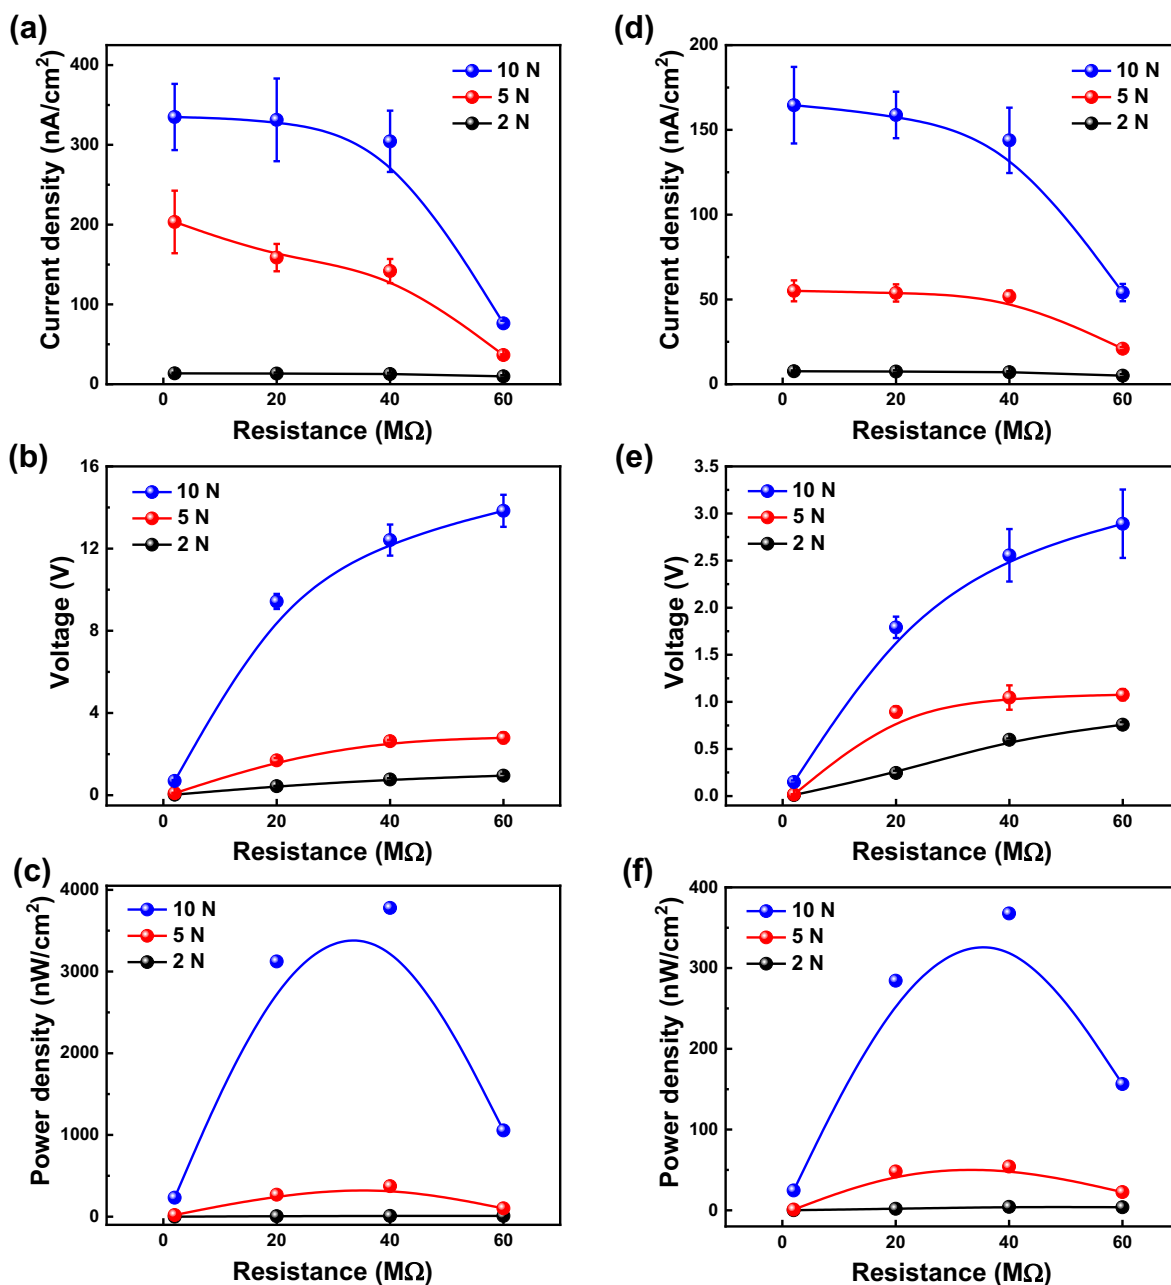 (a)
Current density (nA/cm²)
400
300
200
100
0
10 N
5 N
2 N
0 20 40 60
Resistance (MΩ)
(d)
Current density (nA/cm²)
200
150
100
50
0
10 N
5 N
2 N
0 20 40 60
Resistance (MΩ)
(b)
Voltage (V)
16
12
8
4
0
10 N
5 N
2 N
0 20 40 60
Resistance (MΩ)
(e)
Voltage (V)
3.5
3.0
2.5
2.0
1.5
1.0
0.5
0.0
10 N
5 N
2 N
0 20 40 60
Resistance (MΩ)
(c)
Power density (nW/cm²)
4000
3000
2000
1000
0
10 N
5 N
2 N
0 20 40 60
Resistance (MΩ)
(f)
Power density (nW/cm²)
400
300
200
100
0
10 N
5 N
2 N
0 20 40 60
Resistance (MΩ)